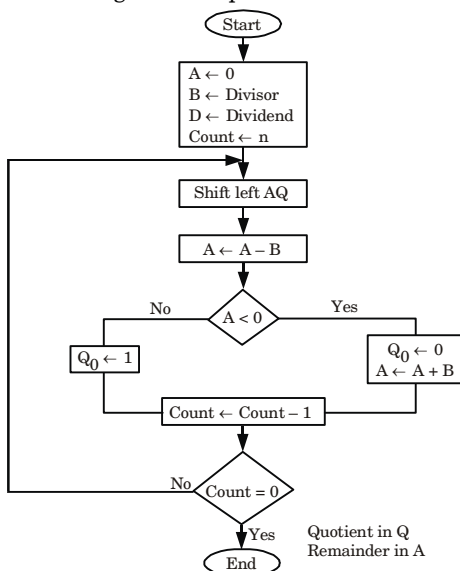 Start
A ← 0
B ← Divisor
D ← Dividend
Count ← n
Shift left AQ
A ← A – B
A < 0
No
Yes
Q0 ← 1
Q0 ← 0
A ← A + B
Count ← Count – 1
Count = 0
No
Yes
Quotient in Q
Remainder in A
End